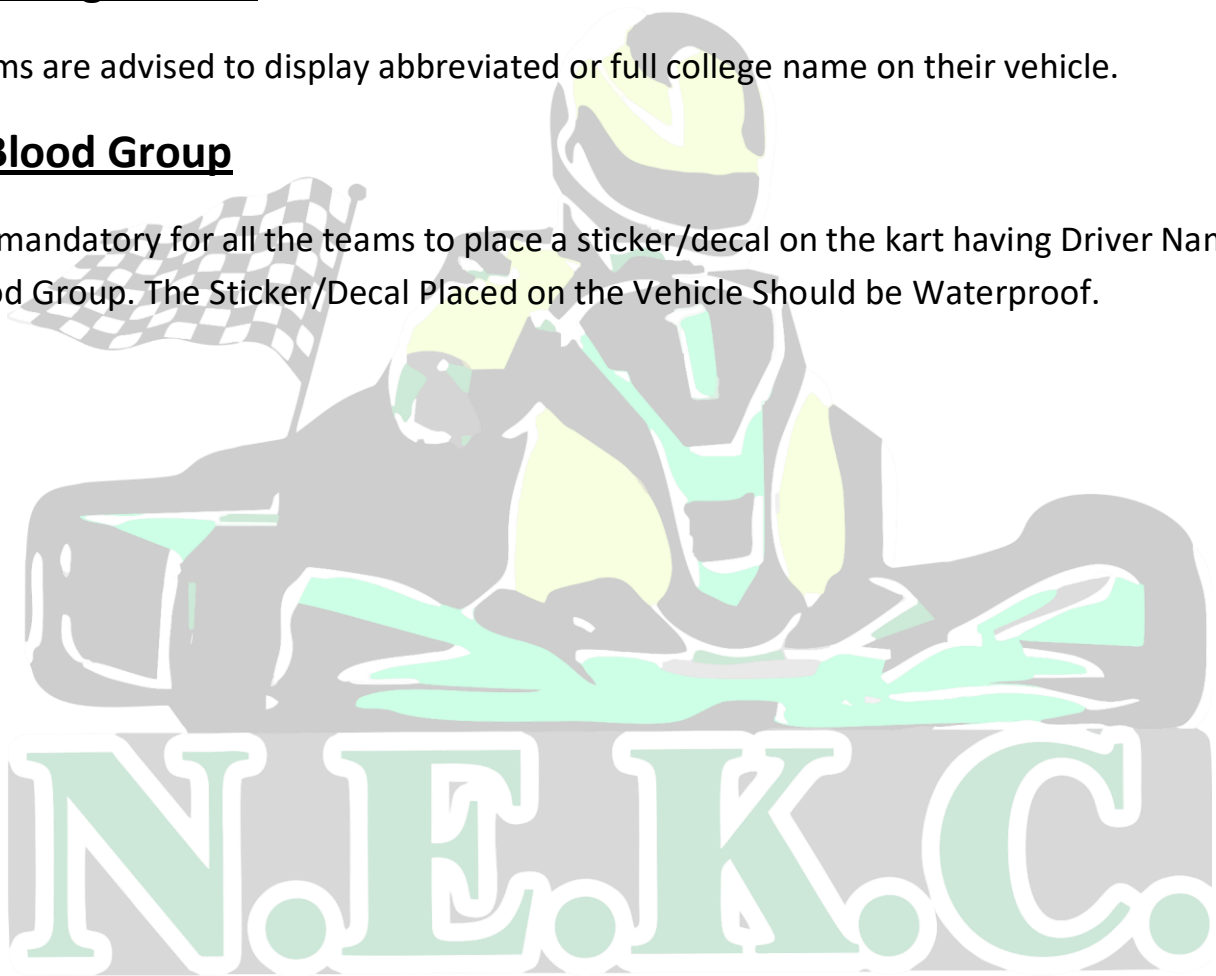 ms are advised to display abbreviated or full college name on their vehicle.
Blood Group
mandatory for all the teams to place a sticker/decal on the kart having Driver Nam
od Group. The Sticker/Decal Placed on the Vehicle Should be Waterproof.
N.E.K.C.